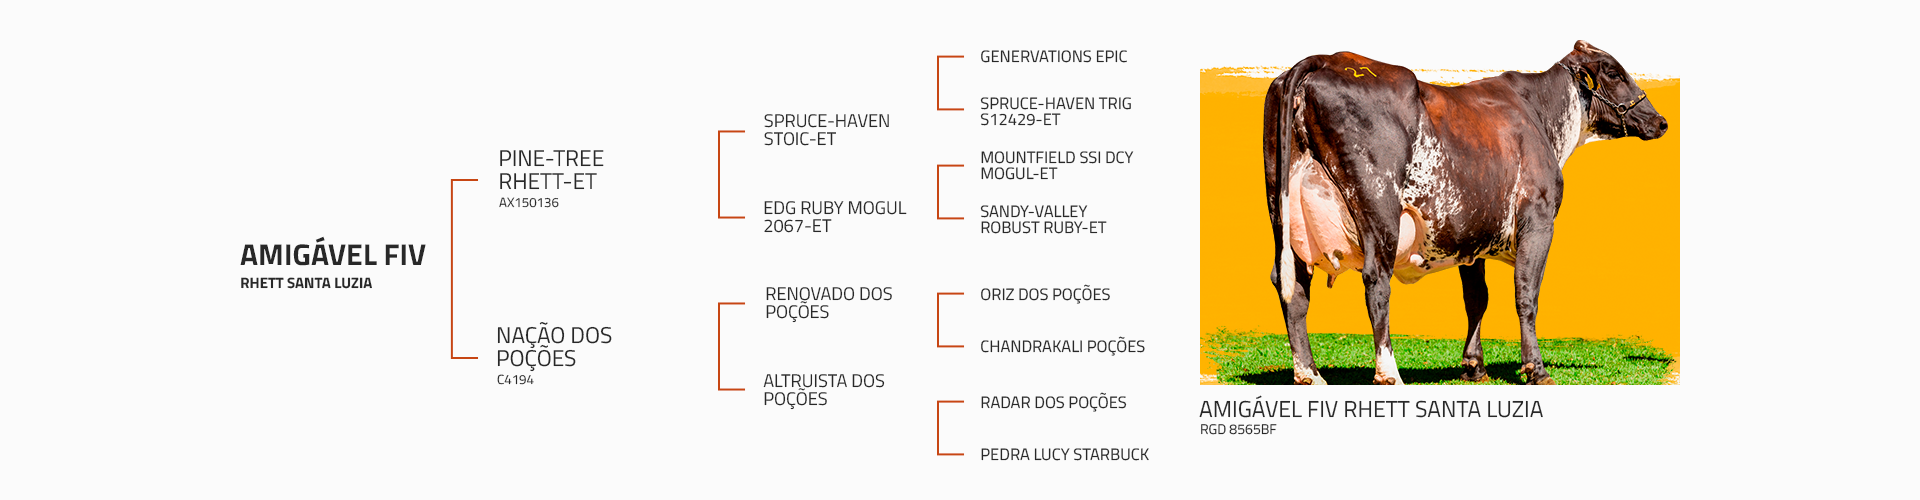 AMIGÁVEL FIV
RHETT SANTA LUZIA
PINE-TREE
RHETT-ET
AX150136
NAÇÃO DOS
POÇÕES
C4194
SPRUCE-HAVEN
STOIC-ET
EDG RUBY MOGUL
2067-ET
RENOVADO DOS
POÇÕES
ALTRUISTA DOS
POÇÕES
GENERVATIONS EPIC
SPRUCE-HAVEN TRIG
S12429-ET
MOUNTFIELD SSI DCY
MOGUL-ET
SANDY-VALLEY
ROBUST RUBY-ET
ORIZ DOS POÇÕES
CHANDRAKALI POÇÕES
RADAR DOS POÇÕES
PEDRA LUCY STARBUCK
27
AMIGÁVEL FIV RHETT SANTA LUZIA
RGD 8565BF